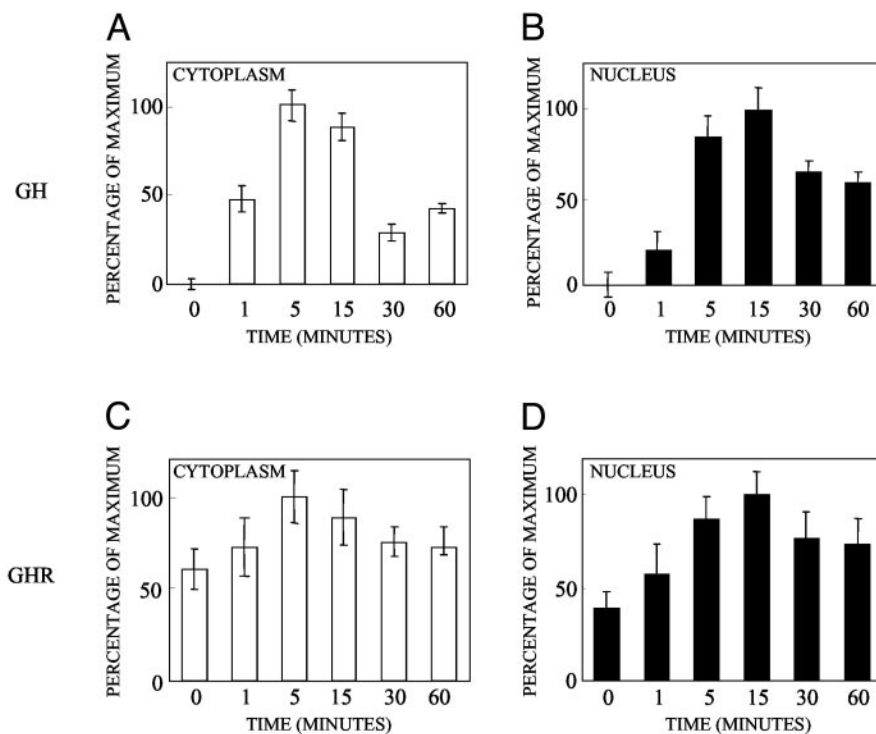 A
B
CYTOPLASM
NUCLEUS
PERCENTAGE OF MAXIMUM
100
50
0
PERCENTAGE OF MAXIMUM
100
50
0
GH
0 1 5 15 30 60
TIME (MINUTES)
0 1 5 15 30 60
TIME (MINUTES)
C
D
CYTOPLASM
NUCLEUS
PERCENTAGE OF MAXIMUM
100
50
0
PERCENTAGE OF MAXIMUM
100
50
0
GHR
0 1 5 15 30 60
TIME (MINUTES)
0 1 5 15 30 60
TIME (MINUTES)